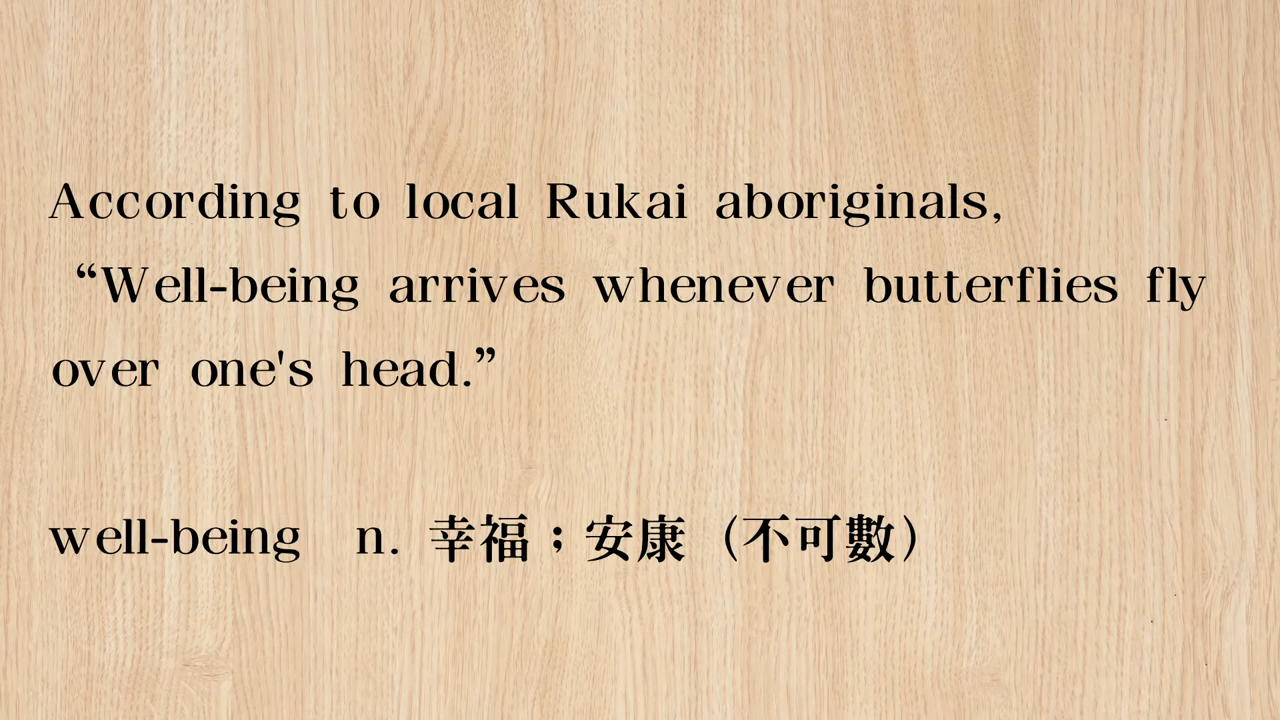 According to local Rukai aboriginals,
“Well-being arrives whenever butterflies fly
over one's head.”
well-being n. 幸福；安康（不可數）